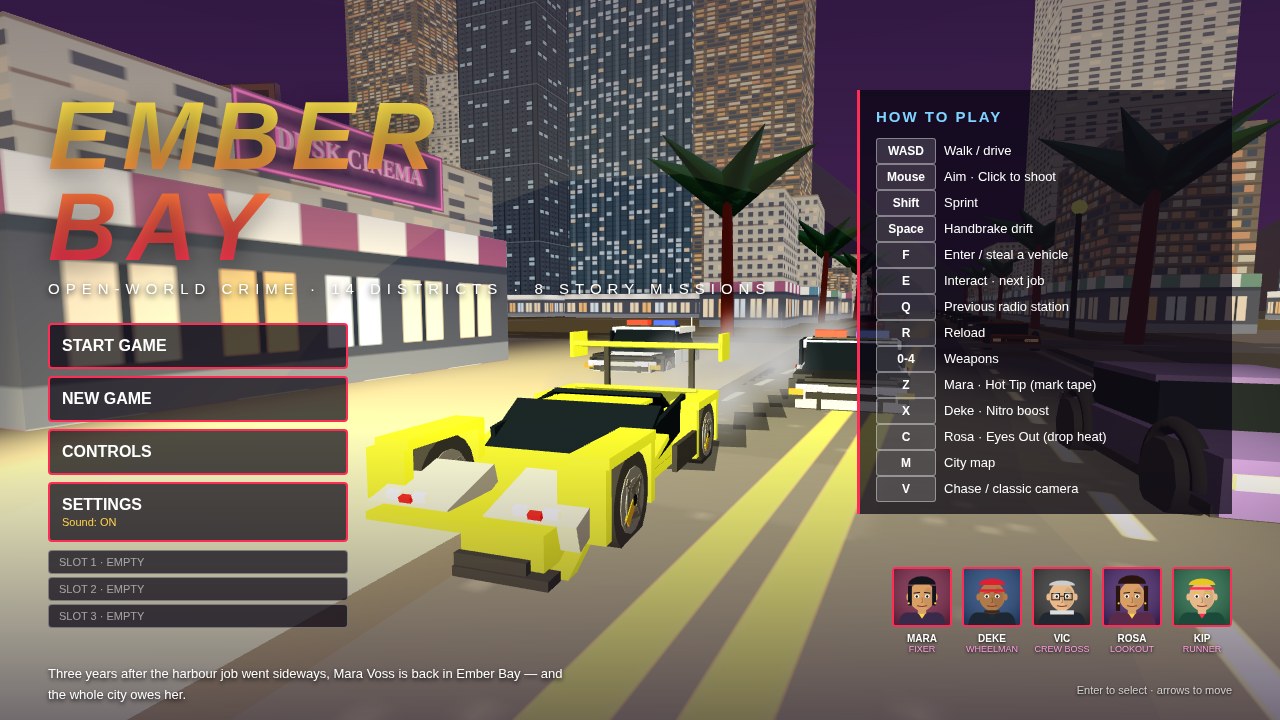 EMBER
BAY
DUSK CINEMA
OPEN-WORLD CRIME · 14 DISTRICTS · 8 STORY MISSIONS
START GAME
NEW GAME
CONTROLS
SETTINGS
Sound: ON
SLOT 1 · EMPTY
SLOT 2 · EMPTY
SLOT 3 · EMPTY
Three years after the harbour job went sideways, Mara Voss is back in Ember Bay — and
the whole city owes her.
HOW TO PLAY
WASD Walk / drive
Mouse Aim · Click to shoot
Shift Sprint
Space Handbrake drift
F Enter / steal a vehicle
E Interact · next job
Q Previous radio station
R Reload
0-4 Weapons
Z Mara · Hot Tip (mark tape)
X Deke · Nitro boost
C Rosa · Eyes Out (drop heat)
M City map
V Chase / classic camera
MARA DEKE VIC ROSA KIP
FIXER WHEELMAN CREW BOSS LOOKOUT RUNNER
Enter to select · arrows to move